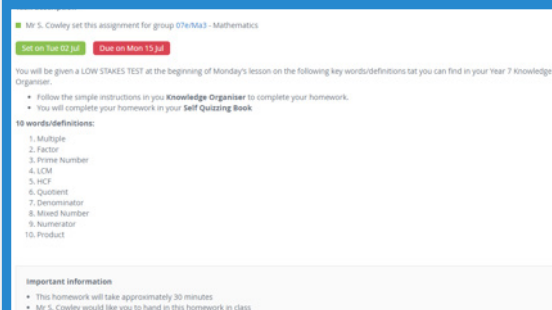 Mr S. Cowley set this assignment for group 07e/Ma3 - Mathematics
Set on Tue 02 Jul Due on Mon 15 Jul
You will be given a LOW STAKES TEST at the beginning of Monday's lesson on the following key words/definitions tat you can find in your Year 7 Knowledge
Organiser.
Follow the simple instructions in you Knowledge Organiser to complete your homework.
You will complete your homework in your Self Quizzing Book
10 words/definitions:
1. Multiple
2. Factor
3. Prime Number
4. LCM
5. HCF
6. Quotient
7. Denominator
8. Mixed Number
9. Numerator
10. Product
Important information
This homework will take approximately 30 minutes
Mr S. Cowley would like you to hand in this homework in class